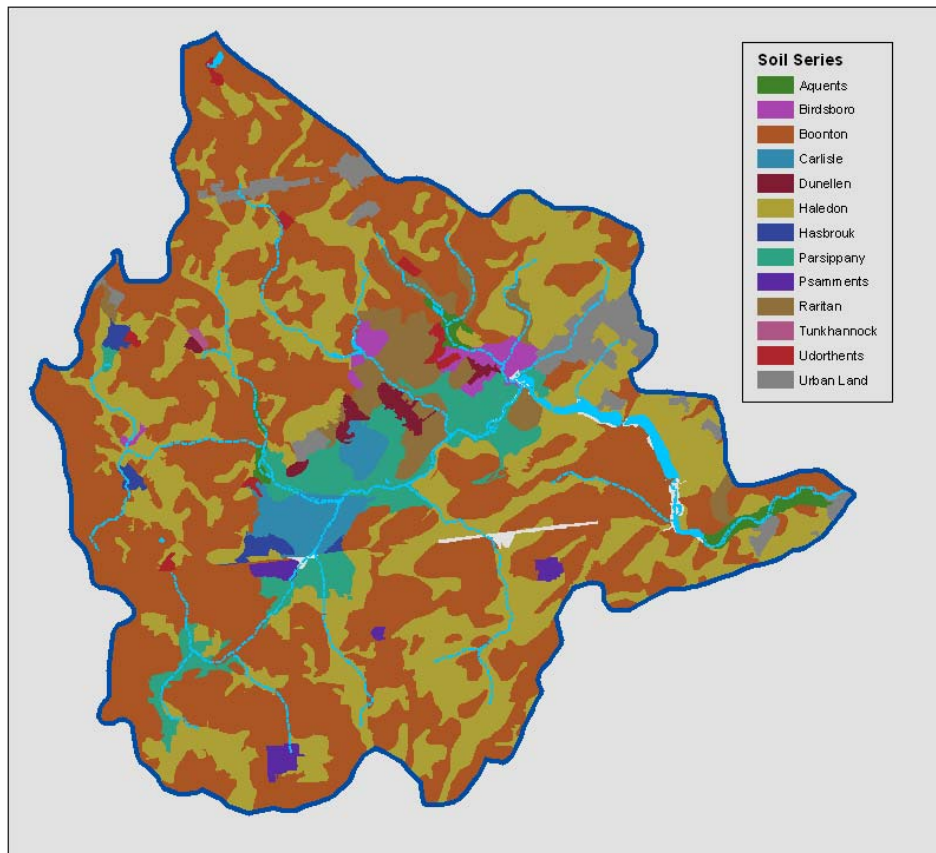 Soil Series
Aquents
Birdsboro
Boonton
Carlisle
Dunellen
Haledon
Hasbrouk
Parsippany
Psamments
Raritan
Tunkhannock
Udorthents
Urban Land